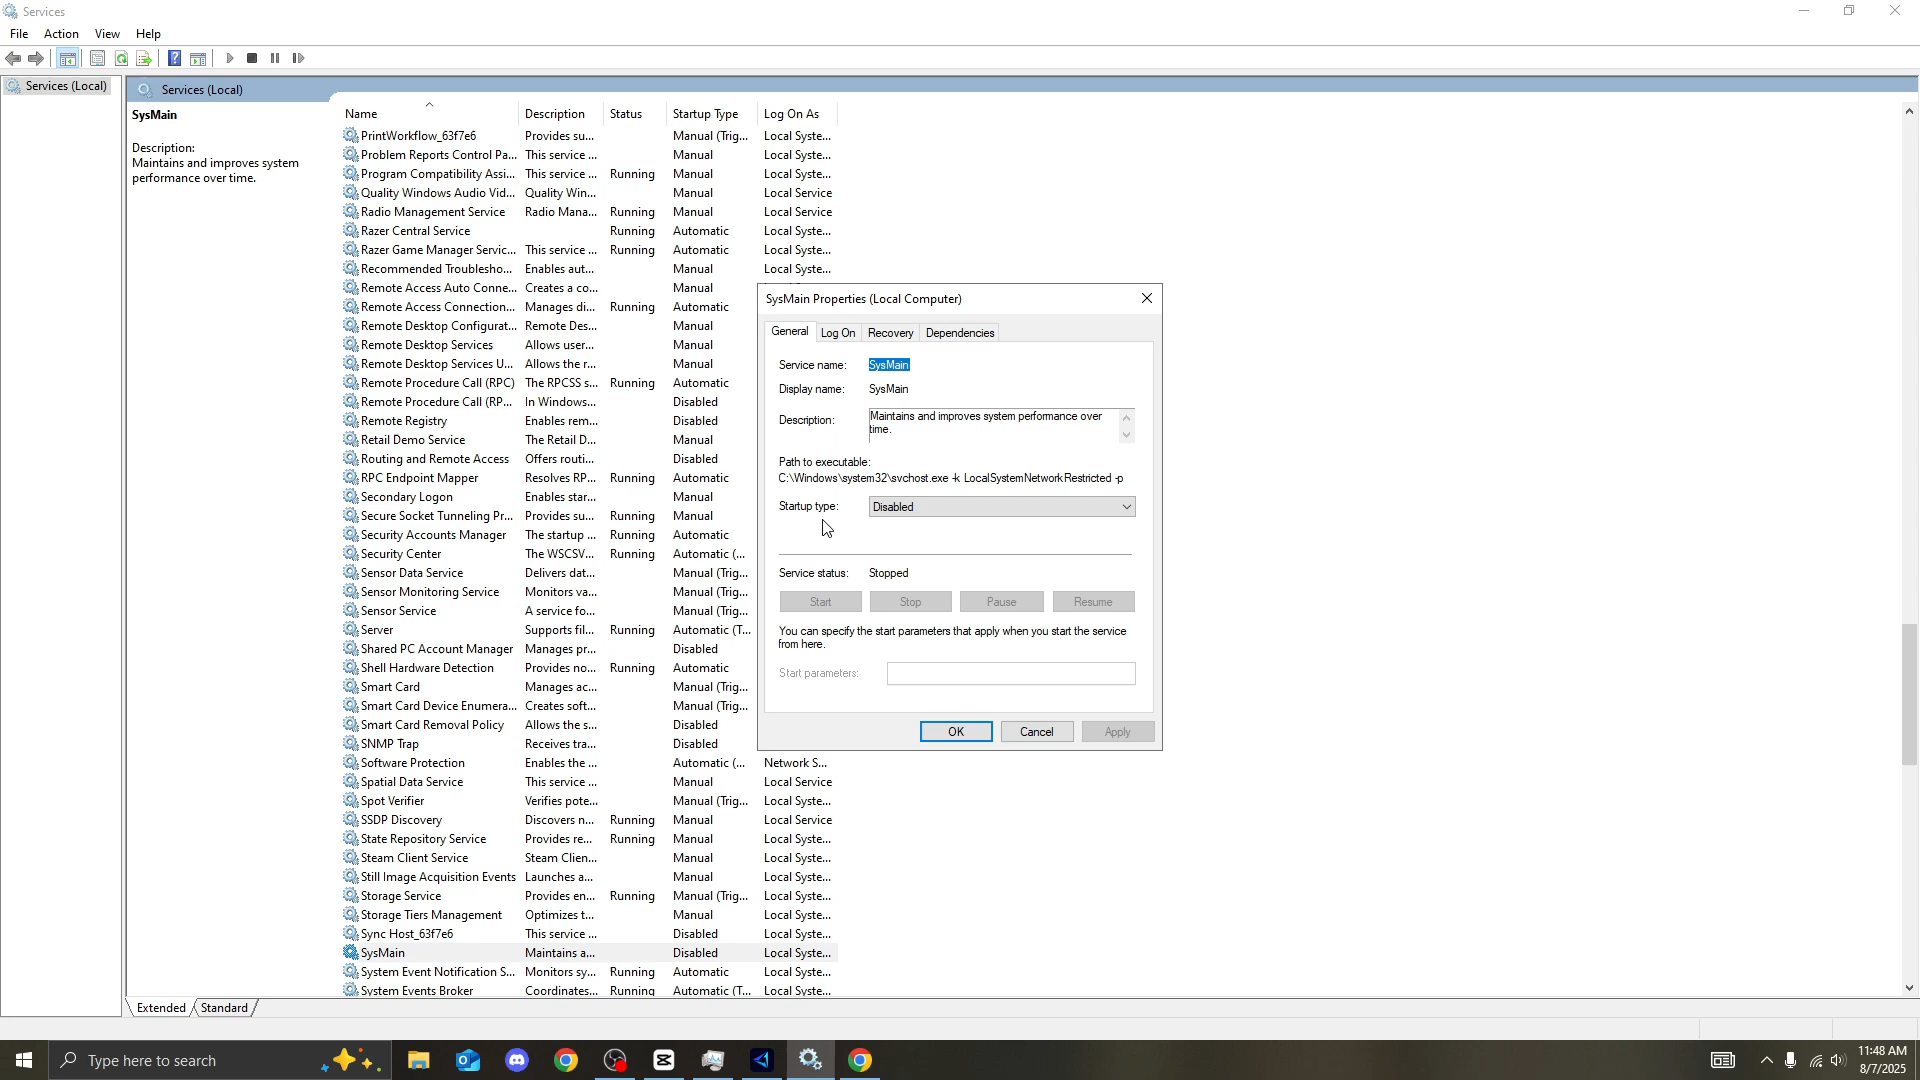 Services
File Action View Help
Services (Local)
Services (Local)
SysMain
Description:
Maintains and improves system
performance over time.
Name Description Status Startup Type Log On As
PrintWorkflow_63f7e6 Provides su... Manual (Trig... Local Syste...
Problem Reports Control Pa... This service ... Manual Local Syste...
Program Compatibility Assi... This service ... Running Manual Local Syste...
Quality Windows Audio Vid... Quality Win... Manual Local Service
Radio Management Service Radio Mana... Running Manual Local Service
Razer Central Service Running Automatic Local Syste...
Razer Game Manager Servic... This service ... Running Automatic Local Syste...
Recommended Troublesho... Enables aut... Manual Local Syste...
Remote Access Auto Conne... Creates a co... Manual
Remote Access Connection... Manages di... Running Automatic
Remote Desktop Configurat... Remote Des... Manual
Remote Desktop Services Allows user... Manual
Remote Desktop Services U... Allows the r... Manual
Remote Procedure Call (RPC) The RPCSS s... Running Automatic
Remote Procedure Call (RP... In Windows... Disabled
Remote Registry Enables rem... Disabled
Retail Demo Service The Retail D... Manual
Routing and Remote Access Offers routi... Disabled
RPC Endpoint Mapper Resolves RP... Running Automatic
Secondary Logon Enables star... Manual
Secure Socket Tunneling Pr... Provides su... Running Manual
Security Accounts Manager The startup ... Running Automatic
Security Center The WSCSV... Running Automatic (...
Sensor Data Service Delivers dat... Manual (Trig...
Sensor Monitoring Service Monitors va... Manual (Trig...
Sensor Service A service fo... Manual (Trig...
Server Supports fil... Running Automatic (T...
Shared PC Account Manager Manages pr... Disabled
Shell Hardware Detection Provides no... Running Automatic
Smart Card Manages ac... Manual (Trig...
Smart Card Device Enumera... Creates soft... Manual (Trig...
Smart Card Removal Policy Allows the s... Disabled
SNMP Trap Receives tra... Disabled
Software Protection Enables the ... Automatic (... Network S...
Spatial Data Service This service ... Manual Local Service
Spot Verifier Verifies pote... Manual (Trig... Local Syste...
SSDP Discovery Discovers n... Running Manual Local Service
State Repository Service Provides re... Running Manual Local Syste...
Steam Client Service Steam Clien... Manual Local Syste...
Still Image Acquisition Events Launches a... Manual Local Syste...
Storage Service Provides en... Running Manual (Trig... Local Syste...
Storage Tiers Management Optimizes t... Manual Local Syste...
Sync Host_63f7e6 This service ... Disabled Local Syste...
SysMain Maintains a... Disabled Local Syste...
System Event Notification S... Monitors sy... Running Automatic Local Syste...
System Events Broker Coordinates... Running Automatic (T... Local Syste...
SysMain Properties (Local Computer)
General Log On Recovery Dependencies
Service name: SysMain
Display name: SysMain
Description: Maintains and improves system performance over
time.
Path to executable:
C:\Windows\system32\svchost.exe -k LocalSystemNetworkRestricted -p
Startup type: Disabled
Service status: Stopped
Start Stop Pause Resume
You can specify the start parameters that apply when you start the service
from here.
Start parameters:
OK Cancel Apply
Extended Standard
Type here to search
11:48 AM
8/7/2025